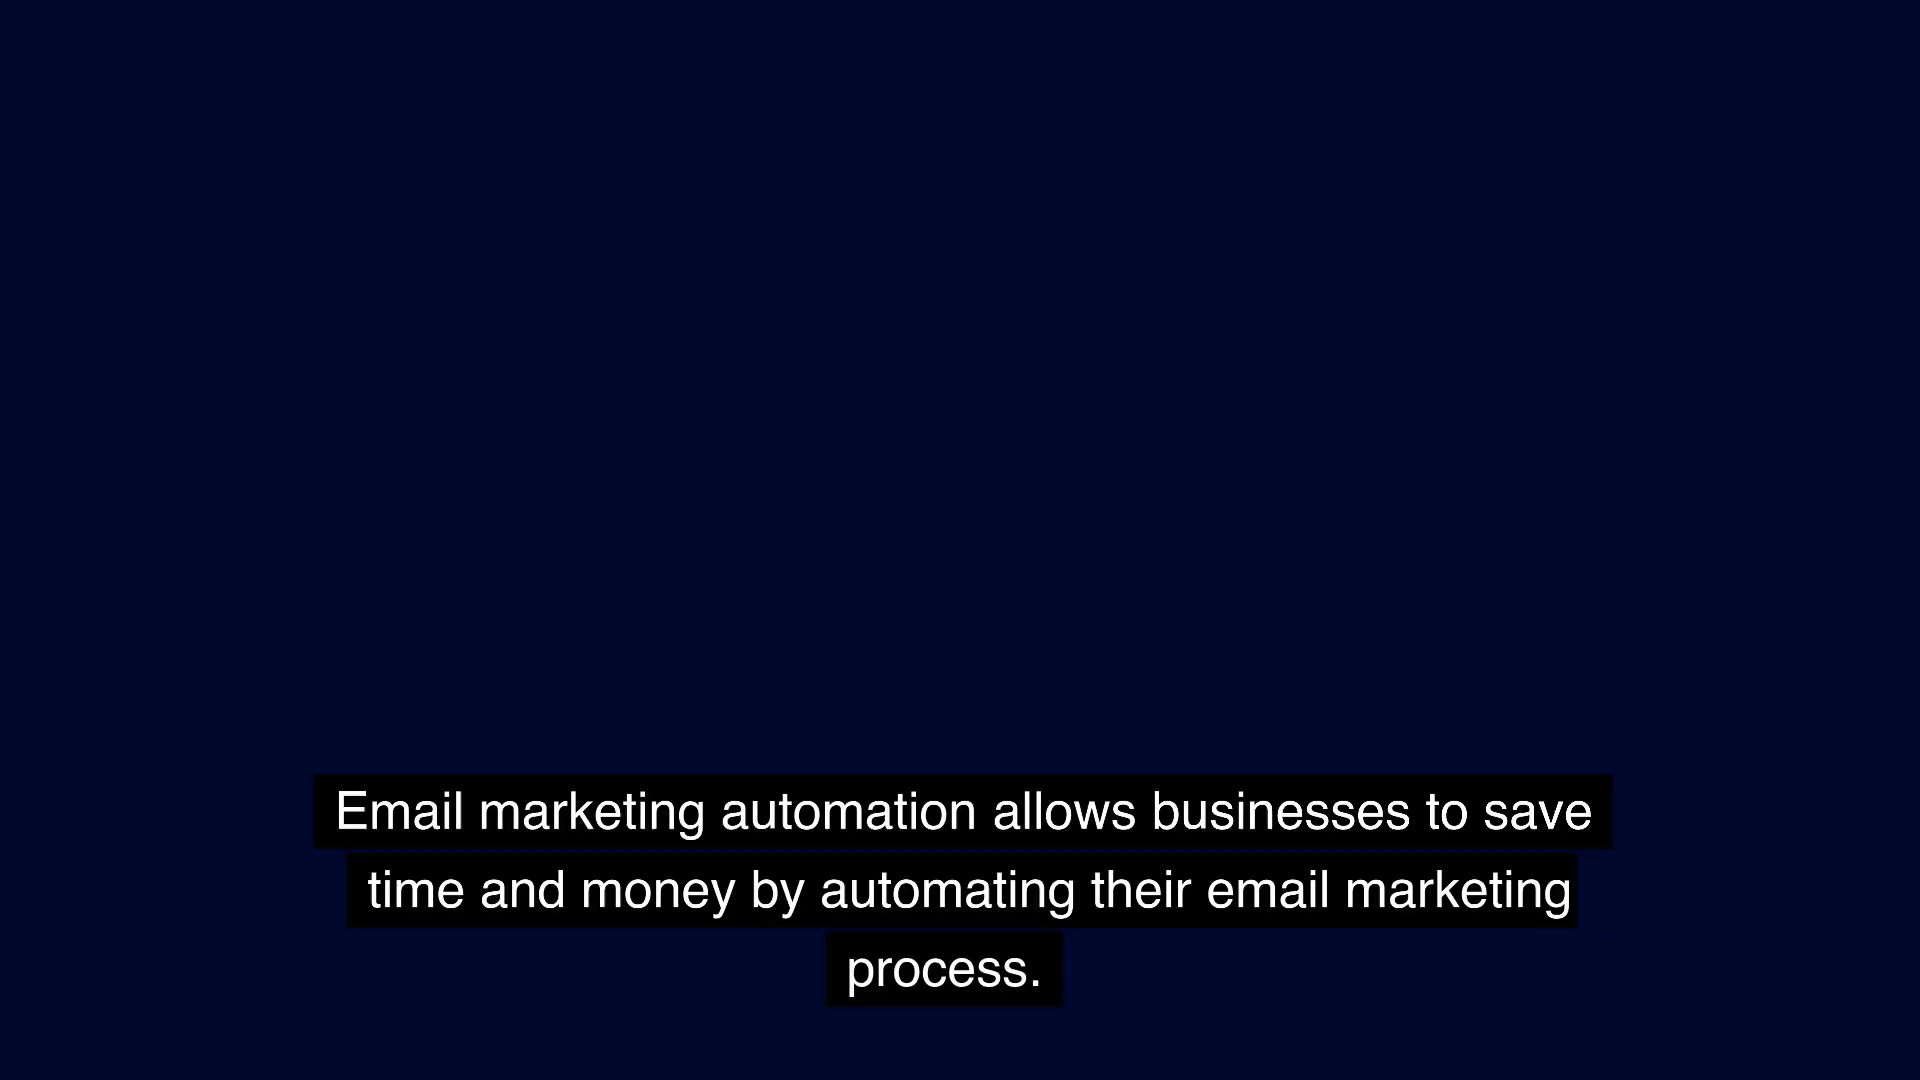 Email marketing automation allows businesses to save
time and money by automating their email marketing
process.